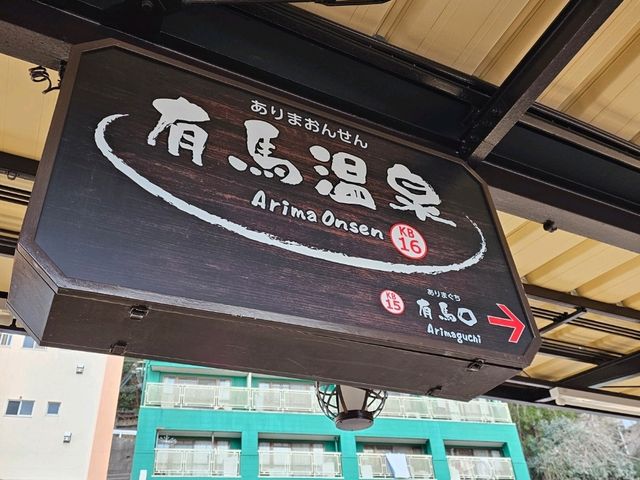 ありまおんせん
有馬温泉
Arima Onsen
KB
16
KB
15
ありまぐち
有馬口
Arimaguchi